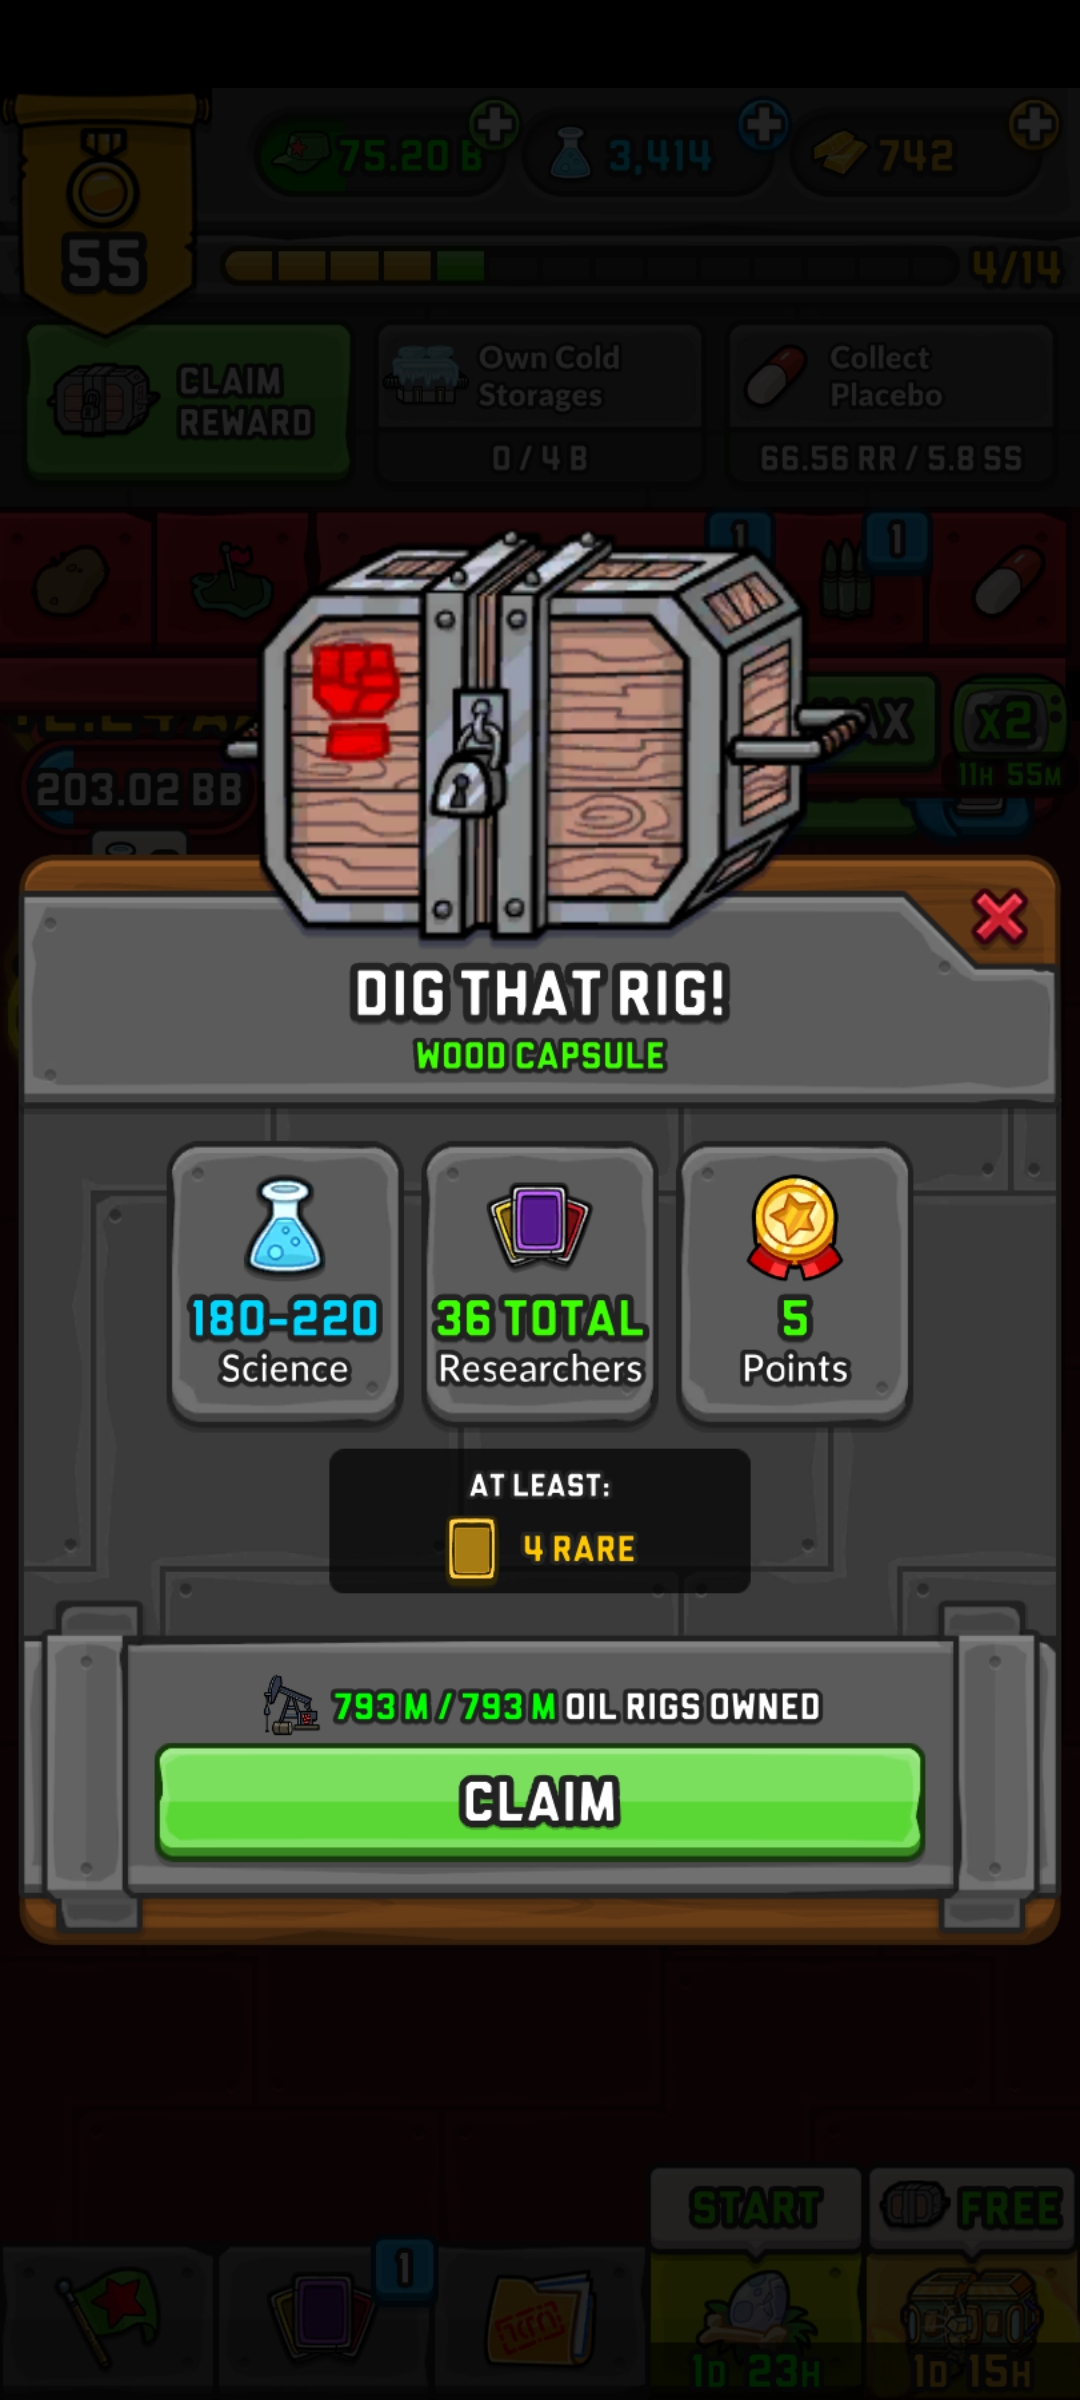 75.20 B
3,414
742
55
4/14
CLAIM
REWARD
Own Cold
Storages
0 / 4 B
Collect
Placebo
66.56 RR / 5.8 SS
1
1
X2
11H 55M
203.02 BB
DIG THAT RIG!
WOOD CAPSULE
180-220
Science
36 TOTAL
Researchers
5
Points
AT LEAST:
4 RARE
793 M / 793 M OIL RIGS OWNED
CLAIM
START
FREE
1
1D 23H
1D 15H